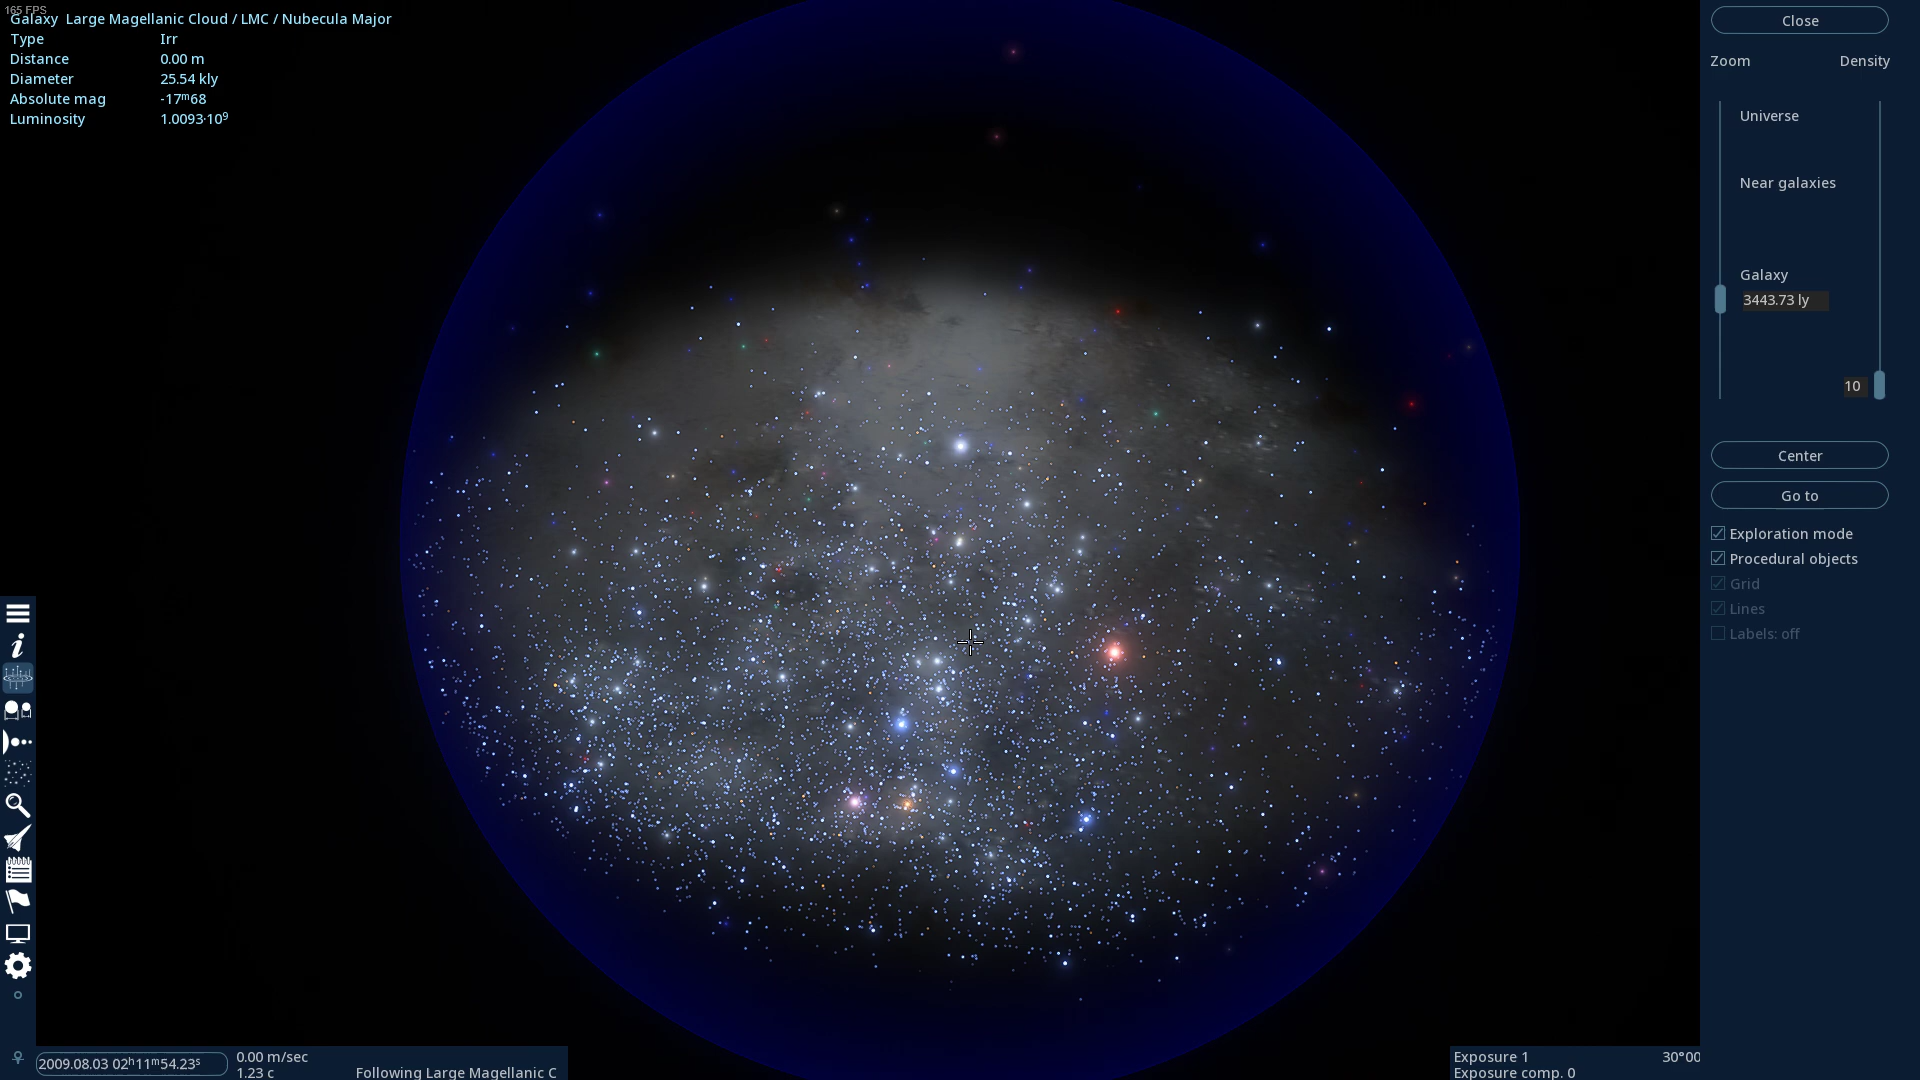 165 FPS
Galaxy Large Magellanic Cloud / LMC / Nubecula Major
Type Irr
Distance 0.00 m
Diameter 25.54 kly
Absolute mag -17ᵐ68
Luminosity 1.0093·10⁹
Close
Zoom Density
Universe
Near galaxies
Galaxy
3443.73 ly
10
Center
Go to
Exploration mode
Procedural objects
Grid
Lines
Labels: off
2009.08.03 02ʰ11ᵐ54.23ˢ
0.00 m/sec
1.23 c Following Large Magellanic C
Exposure 1 30°00
Exposure comp. 0